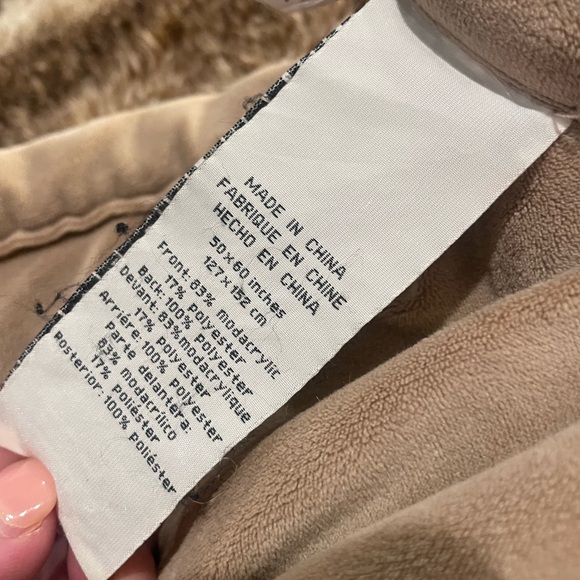 MADE IN CHINA
FABRIQUE EN CHINE
HECHO EN CHINA
50x60 inches
127x152 cm
Front: 83% modacrylic
17% Polyester
Back: 100% Polyester
Devant: 83% modacrylique
17% Polyester
Arriére: 100% Polyester
Parte delantera:
83% modacrílico
17% Poliéster
Posterior: 100% Poliéster